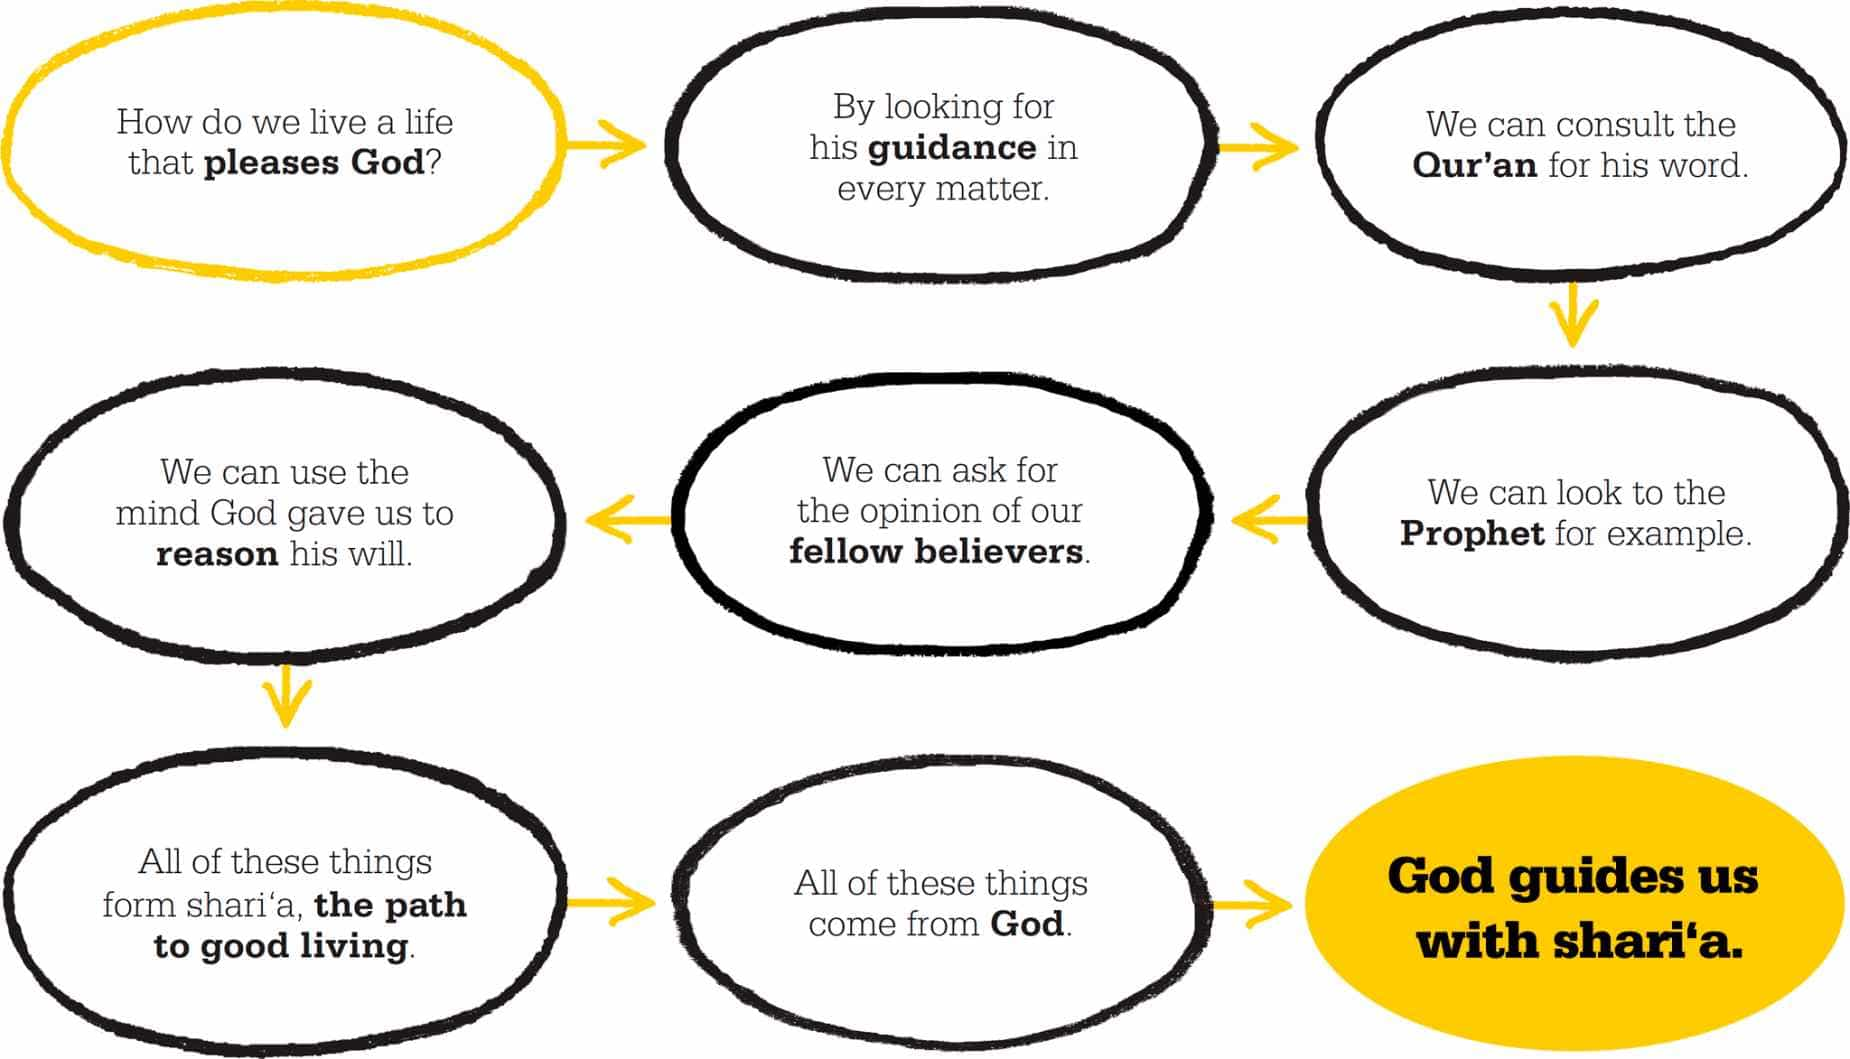 How do we live a life
that pleases God?
By looking for
his guidance in
every matter.
We can consult the
Qur’an for his word.
We can look to the
Prophet for example.
We can ask for
the opinion of our
fellow believers.
We can use the
mind God gave us to
reason his will.
All of these things
form shari‘a, the path
to good living.
All of these things
come from God.
God guides us
with shari‘a.